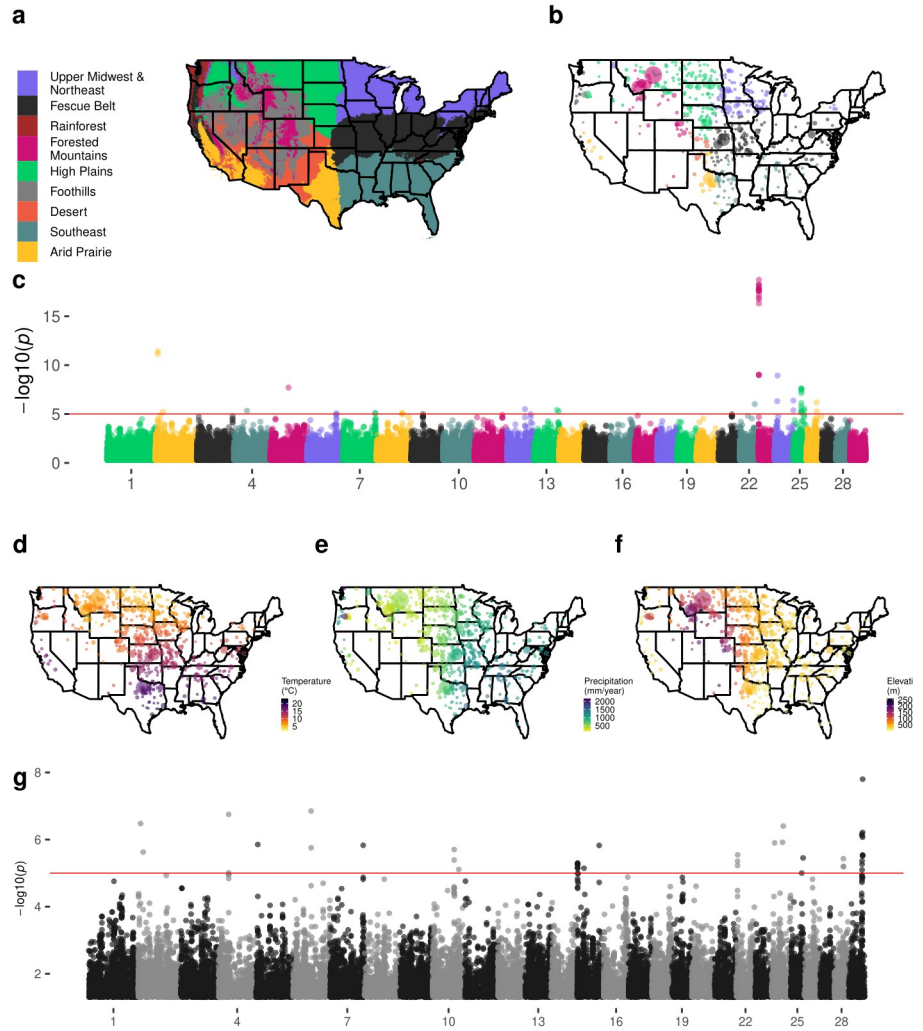 a
b
Upper Midwest &
Northeast
Fescue Belt
Rainforest
Forested
Mountains
High Plains
Foothills
Desert
Southeast
Arid Prairie
c
−log10(p)
15
10
5
0
1
4
7
10
13
16
19
22
25
28
d
e
f
Temperature
(°C)
20
15
10
5
Precipitation
(mm/year)
2000
1500
1000
500
Elevati
(m)
250
200
150
100
500
g
−log10(p)
8
6
4
2
1
4
7
10
13
16
19
22
25
28